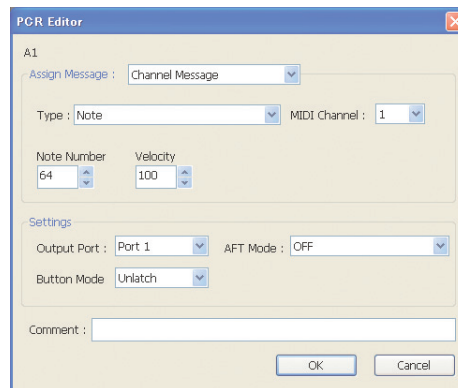 PCR Editor
A1
Assign Message : Channel Message
Type : Note MIDI Channel : 1
Note Number Velocity
64 100
Settings
Output Port : Port 1 AFT Mode : OFF
Button Mode Unlatch
Comment :
OK Cancel